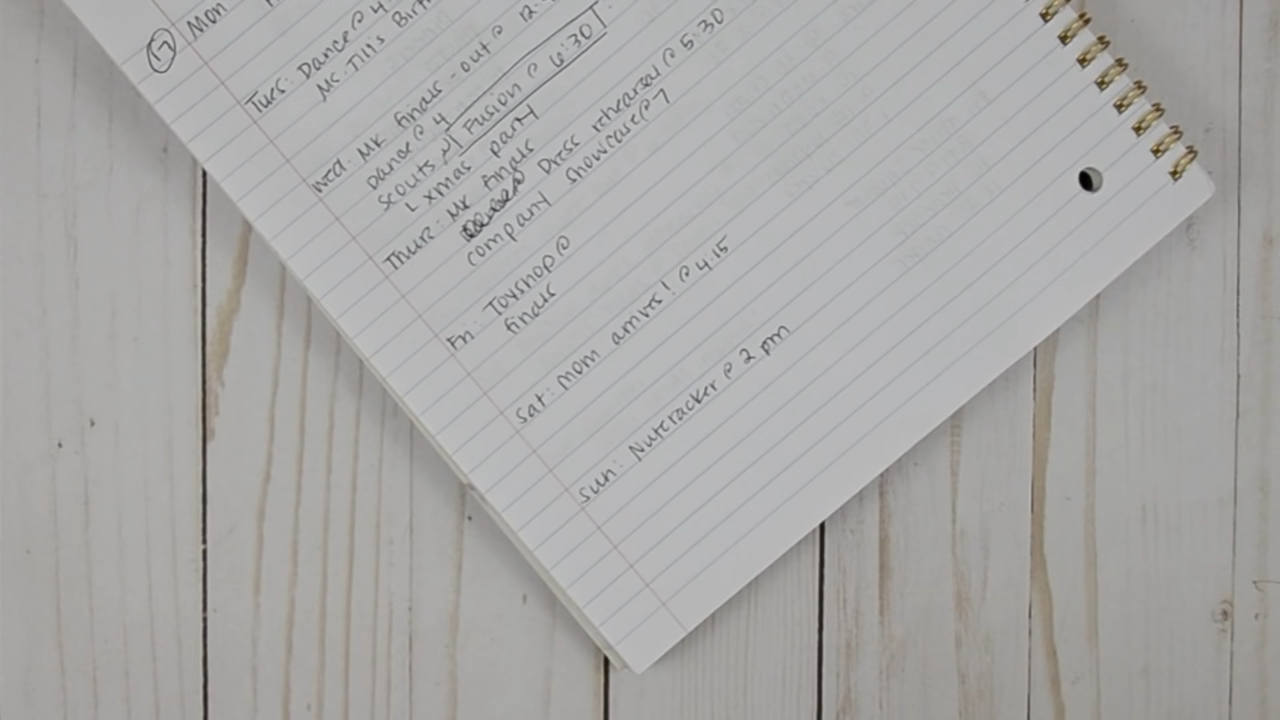 17 Mon:
Tues: Dance @ 4
Ms. Till's
Wed: MK finals - out @ 12:
Dance @ 4
Scouts Fusion @ 6:30
L xmas party
Thur: MK finals
Dress rehearsal @ 5:30
company showcase @ 7
Fri: Toyshop @
finals
Sat: mom arrives! @ 4:15
Sun: Nutcracker @ 2 pm